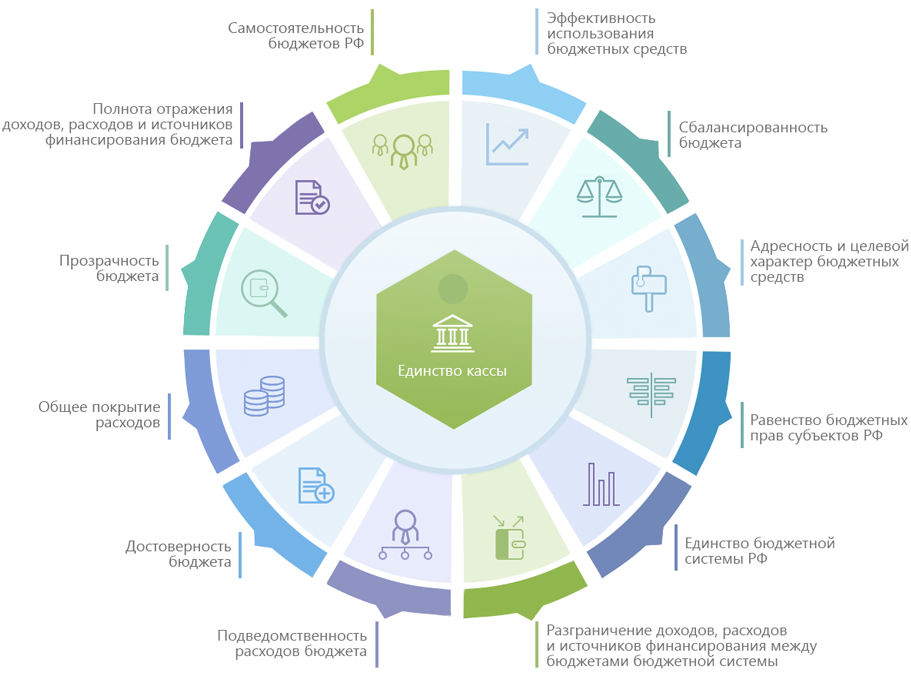 Самостоятельность
бюджетов РФ
Эффективность
использования
бюджетных средств
Полнота отражения
доходов, расходов и источников
финансирования бюджета
Сбалансированность
бюджета
Прозрачность
бюджета
Адресность и целевой
характер бюджетных
средств
Единство кассы
Общее покрытие
расходов
Равенство бюджетных
прав субъектов РФ
Достоверность
бюджета
Единство бюджетной
системы РФ
Подведомственность
расходов бюджета
Разграничение доходов, расходов
и источников финансирования между
бюджетами бюджетной системы